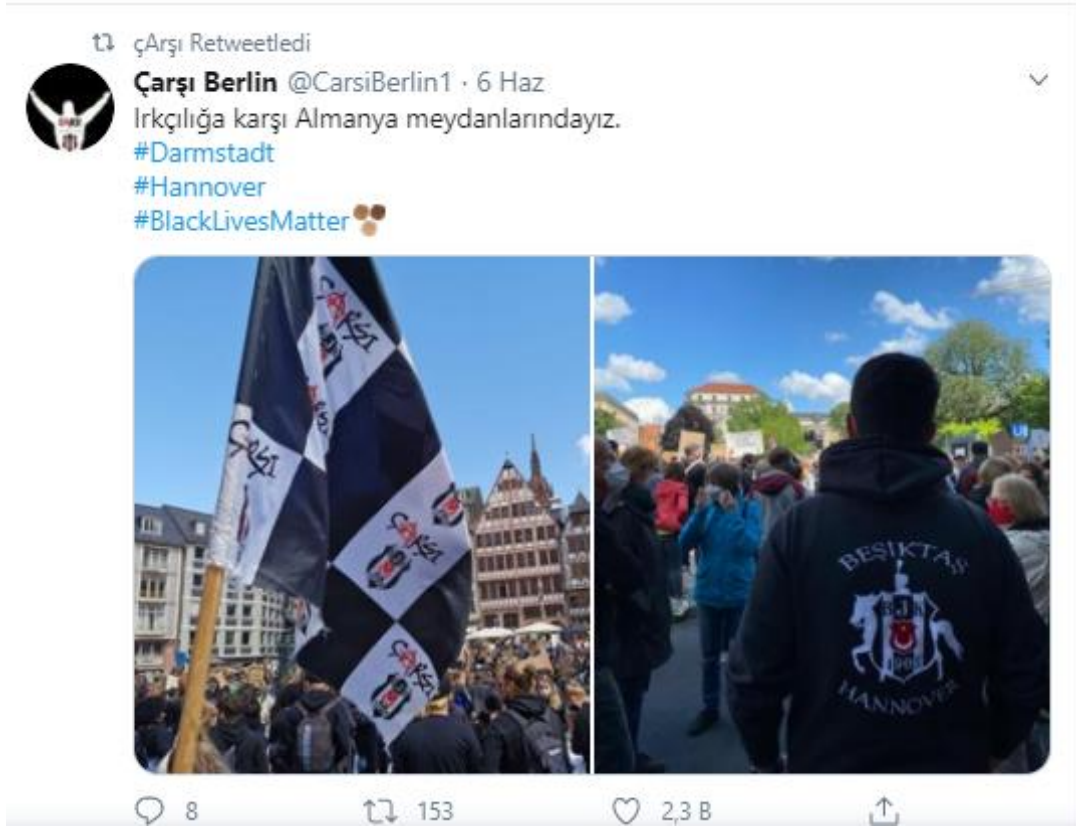 çArşı Retweetledi
Çarşı Berlin @CarsiBerlin1 · 6 Haz
Irkçılığa karşı Almanya meydanlarındayız.
#Darmstadt
#Hannover
#BlackLivesMatter
ÇARŞI
ÇARŞI
ÇARŞI
ÇARŞI
BEŞİKTAŞ
BJK
1903
HANNOVER
U
8 153 2,3 B